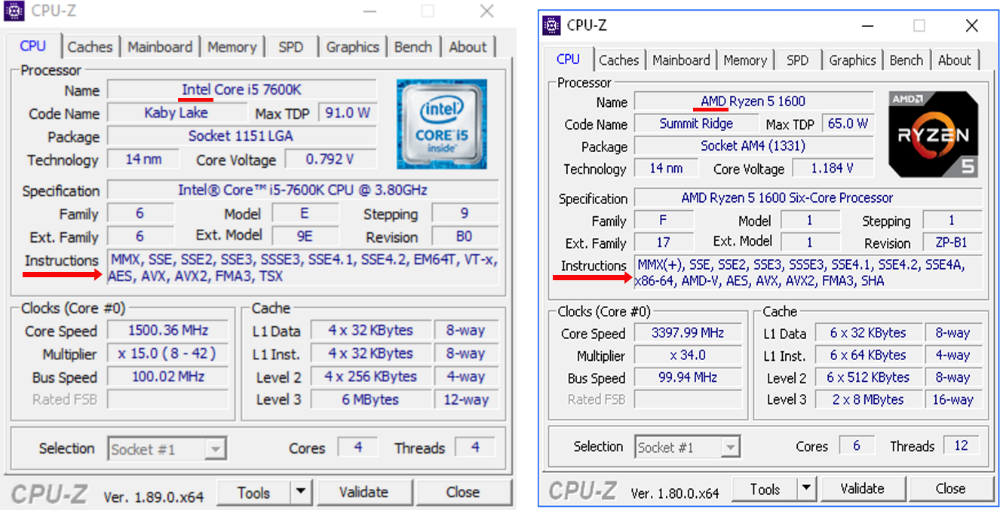 CPU-Z
CPU Caches Mainboard Memory SPD Graphics Bench About
Processor
Name Intel Core i5 7600K
Code Name Kaby Lake Max TDP 91.0 W
Package Socket 1151 LGA
Technology 14 nm Core Voltage 0.792 V
intel
CORE i5
inside
Specification Intel® Core™ i5-7600K CPU @ 3.80GHz
Family 6 Model E Stepping 9
Ext. Family 6 Ext. Model 9E Revision B0
Instructions MMX, SSE, SSE2, SSE3, SSSE3, SSE4.1, SSE4.2, EM64T, VT-x,
AES, AVX, AVX2, FMA3, TSX
Clocks (Core #0)
Core Speed 1500.36 MHz
Multiplier x 15.0 ( 8 - 42 )
Bus Speed 100.02 MHz
Rated FSB
Cache
L1 Data 4 x 32 KBytes 8-way
L1 Inst. 4 x 32 KBytes 8-way
Level 2 4 x 256 KBytes 4-way
Level 3 6 MBytes 12-way
Selection Socket #1 Cores 4 Threads 4
CPU-Z Ver. 1.89.0.x64 Tools Validate Close
CPU-Z
CPU Caches Mainboard Memory SPD Graphics Bench About
Processor
Name AMD Ryzen 5 1600
Code Name Summit Ridge Max TDP 65.0 W
Package Socket AM4 (1331)
Technology 14 nm Core Voltage 1.184 V
AMD
RYZEN
5
Specification AMD Ryzen 5 1600 Six-Core Processor
Family F Model 1 Stepping 1
Ext. Family 17 Ext. Model 1 Revision ZP-B1
Instructions MMX(+), SSE, SSE2, SSE3, SSSE3, SSE4.1, SSE4.2, SSE4A,
x86-64, AMD-V, AES, AVX, AVX2, FMA3, SHA
Clocks (Core #0)
Core Speed 3397.99 MHz
Multiplier x 34.0
Bus Speed 99.94 MHz
Rated FSB
Cache
L1 Data 6 x 32 KBytes 8-way
L1 Inst. 6 x 64 KBytes 4-way
Level 2 6 x 512 KBytes 8-way
Level 3 2 x 8 MBytes 16-way
Selection Socket #1 Cores 6 Threads 12
CPU-Z Ver. 1.80.0.x64 Tools Validate Close